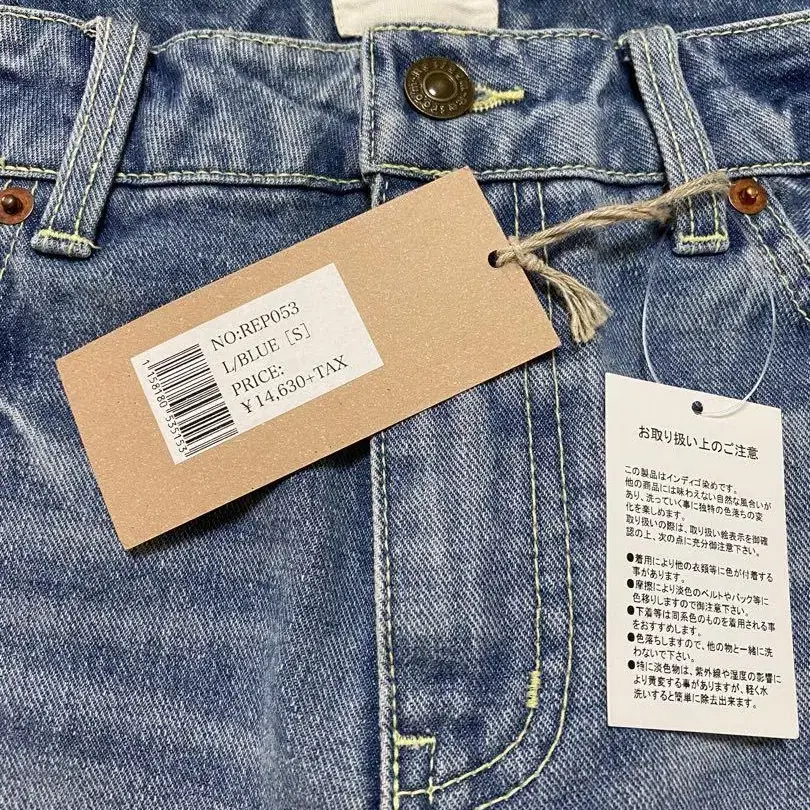 NO:REP053
L/BLUE [S]
PRICE:
¥14,630+TAX
1 158180 535153
お取り扱い上のご注意
この製品はインディゴ染めです。
他の商品には味わえない自然な風合いが
あり、洗っていく事に独特の色落ちの変
化を楽しめます。
取り扱いの際は、取り扱い絵表示を御確
認の上、次の点に充分御注意下さい。
●着用により他の衣類等に色が付着する
事があります。
●摩擦により淡色のベルトやバック等に
色移りしますので御注意下さい。
●下着等は同系色のものを着用される事
をおすすめします。
●色落ちしますので、他の物と一緒に洗
わないで下さい。
●特に淡色物は、紫外線や湿度の影響に
より黄変する事がありますが、軽く水
洗いすると簡単に除去出来ます。